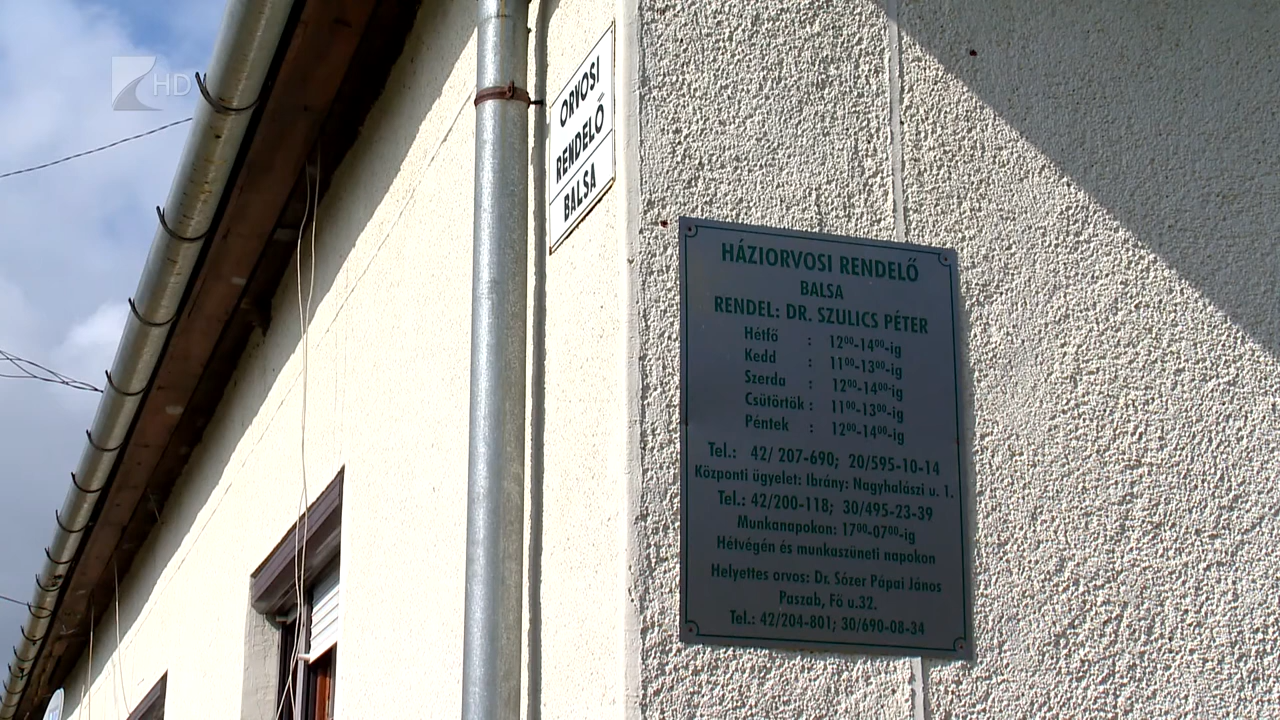 HD
ORVOSI
RENDELŐ
BALSA
HÁZIORVOSI RENDELŐ
BALSA
RENDEL: DR. SZULICS PÉTER
Hétfő : 12⁰⁰-14⁰⁰-ig
Kedd : 11⁰⁰-13⁰⁰-ig
Szerda : 12⁰⁰-14⁰⁰-ig
Csütörtök : 11⁰⁰-13⁰⁰-ig
Péntek : 12⁰⁰-14⁰⁰-ig
Tel.: 42/ 207-690; 20/595-10-14
Központi ügyelet: Ibrány: Nagyhalászi u. 1.
Tel.: 42/200-118; 30/495-23-39
Munkanapokon: 17⁰⁰-07⁰⁰-ig
Hétvégén és munkaszüneti napokon
Helyettes orvos: Dr. Sózer Pápai János
Paszab, Fő u.32.
Tel.: 42/204-801; 30/690-08-34